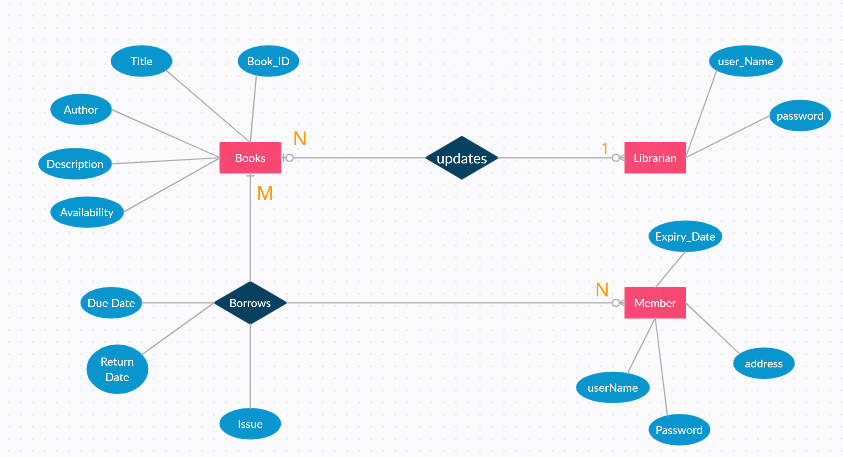 Title
Book_ID
user_Name
Author
password
N
1
Books
updates
Librarian
Description
M
Availability
Expiry_Date
N
Due Date
Borrows
Member
Return
Date
address
userName
Issue
Password